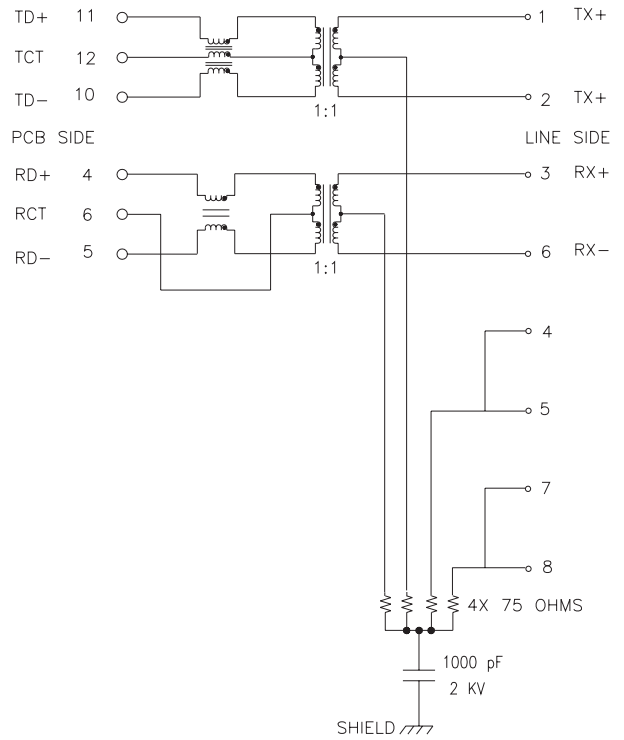 TD+ 11 1 TX+
TCT 12
TD- 10 2 TX+
1:1
PCB SIDE LINE SIDE
RD+ 4 3 RX+
RCT 6
RD- 5 6 RX-
1:1
4
5
7
8
4X 75 OHMS
1000 pF
2 KV
SHIELD